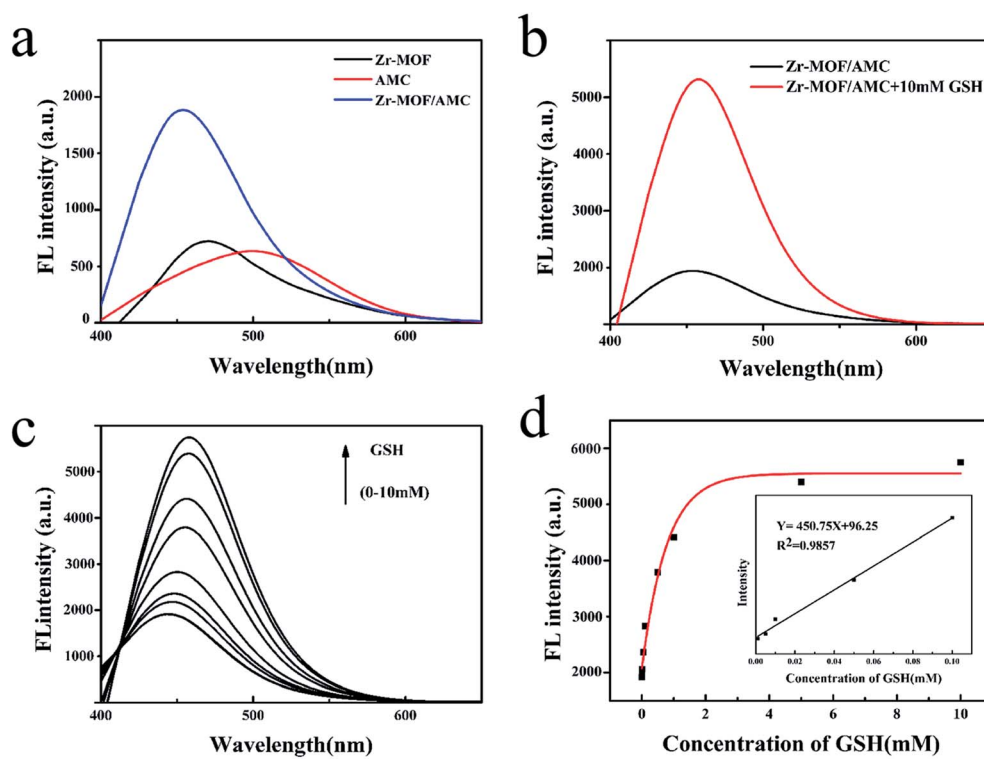 a
Zr-MOF
AMC
Zr-MOF/AMC
2000
1500
1000
500
0
FL intensity (a.u.)
400 500 600
Wavelength(nm)
b
Zr-MOF/AMC
Zr-MOF/AMC+10mM GSH
5000
4000
3000
2000
FL intensity (a.u.)
400 500 600
Wavelength(nm)
c
GSH
(0-10mM)
5000
4000
3000
2000
1000
FLintensity (a.u.)
400 500 600
Wavelength(nm)
d
6000
5000
4000
3000
2000
FL intensity (a.u.)
0 2 4 6 8 10
Concentration of GSH(mM)
Y= 450.75X+96.25
R2=0.9857
Intensity
0.00 0.02 0.04 0.06 0.08 0.10
Concentration of GSH(mM)